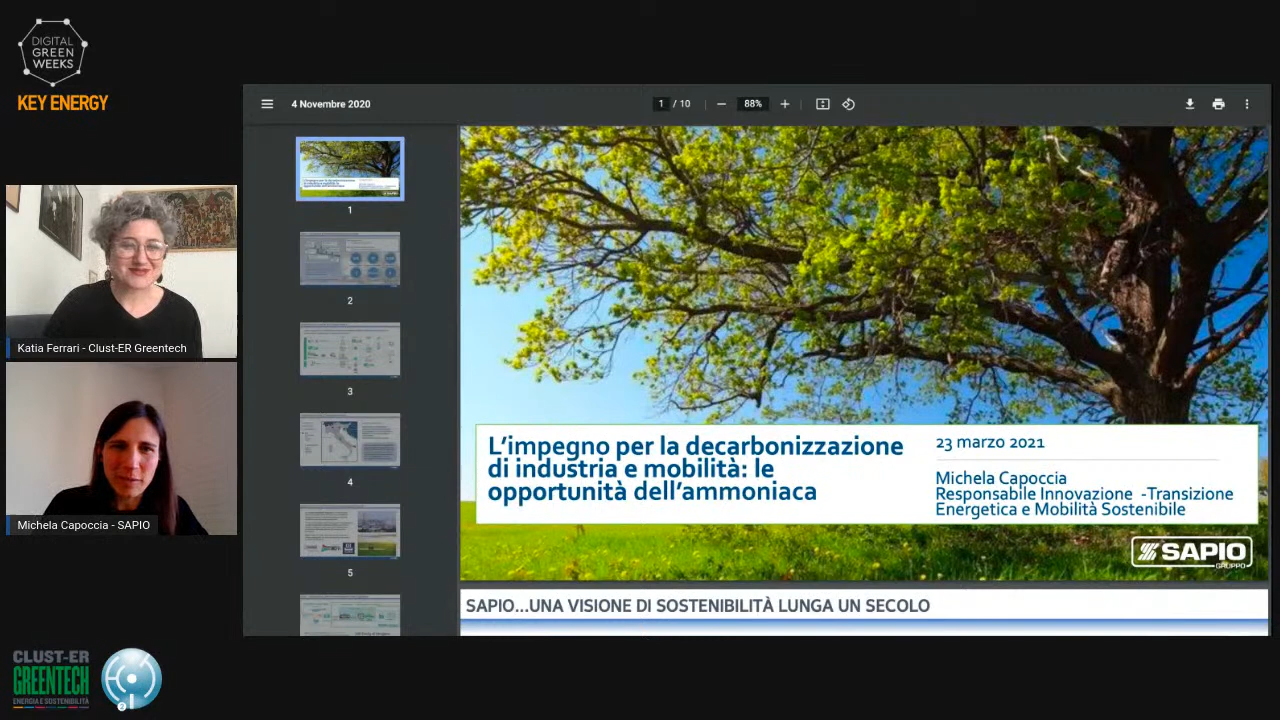 DIGITAL
GREEN
WEEKS
KEY ENERGY
4 Novembre 2020
1 / 10
88%
1
2
3
4
5
Katia Ferrari - Clust-ER Greentech
Michela Capoccia - SAPIO
L'impegno per la decarbonizzazione
di industria e mobilità: le
opportunità dell'ammoniaca
23 marzo 2021
Michela Capoccia
Responsabile Innovazione -Transizione
Energetica e Mobilità Sostenibile
SAPIO
GRUPPO
SAPIO...UNA VISIONE DI SOSTENIBILITÀ LUNGA UN SECOLO
CLUST-ER
GREENTECH
ENERGIA E SOSTENIBILITÀ